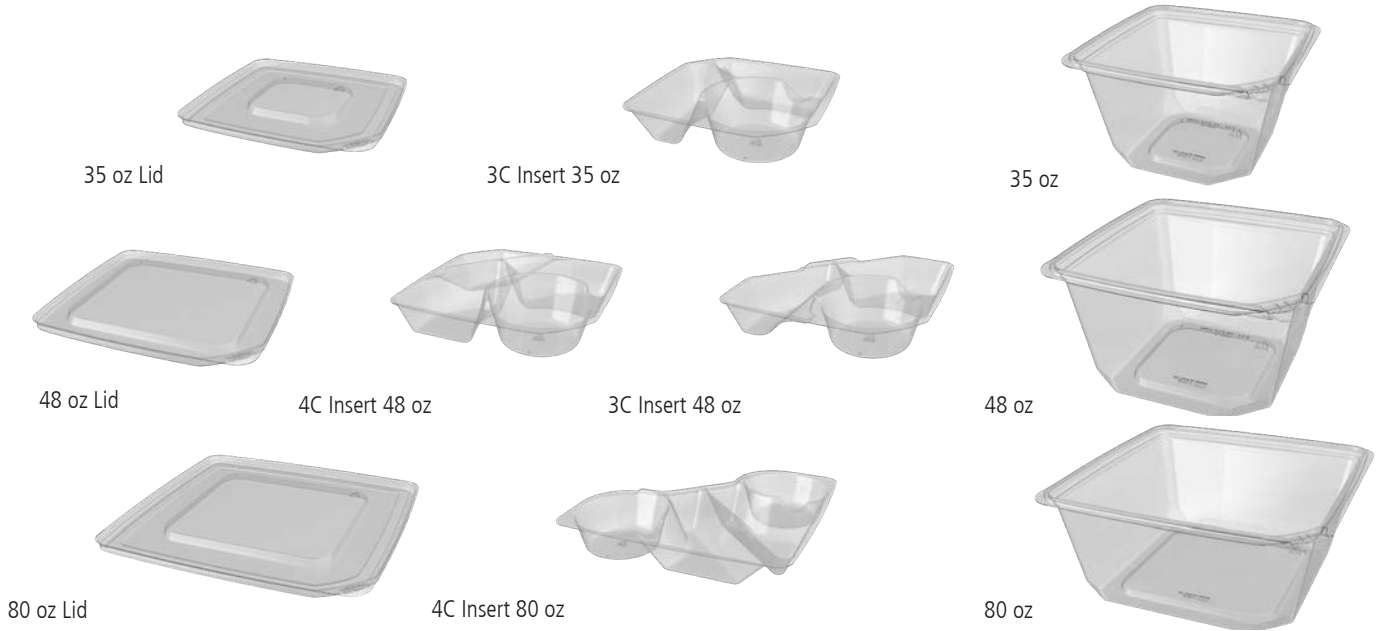 35 oz Lid
3C Insert 35 oz
35 oz
48 oz Lid
4C Insert 48 oz
3C Insert 48 oz
48 oz
80 oz Lid
4C Insert 80 oz
80 oz